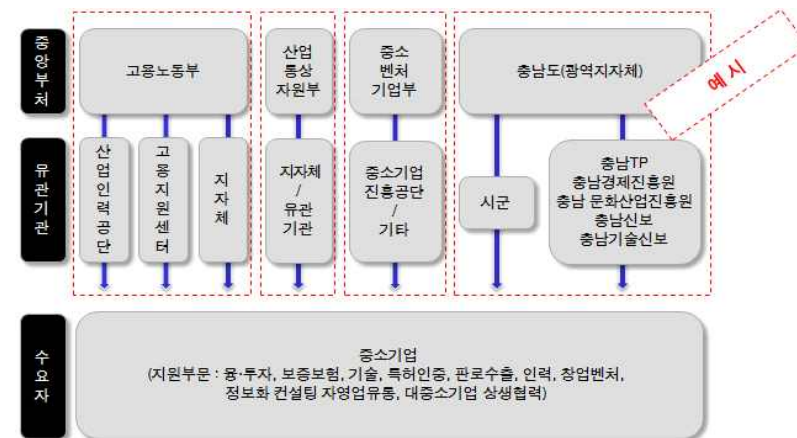 중앙부처
고용노동부
산업
통상
자원부
중소
벤처
기업부
충남도(광역지자체)
예 시
유관기관
산업인력공단
고용지원센터
지자체
지자체
/
유관
기관
중소기업
진흥공단
/
기타
시군
충남TP
충남경제진흥원
충남 문화산업진흥원
충남신보
충남기술신보
수요자
중소기업
(지원부문 : 융·투자, 보증보험, 기술, 특허인증, 판로수출, 인력, 창업벤처,
정보화 컨설팅 자영업유통, 대중소기업 상생협력)